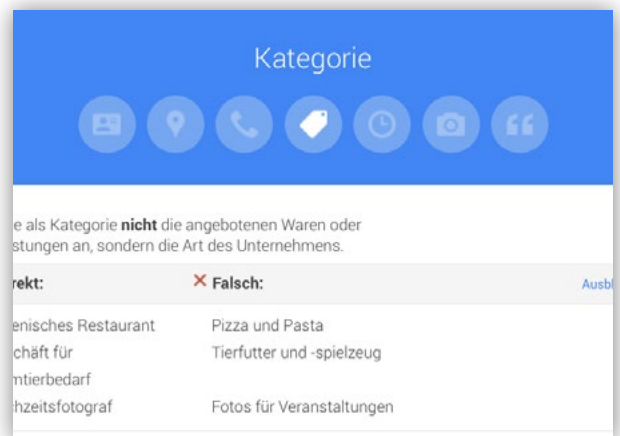 Kategorie
e als Kategorie nicht die angebotenen Waren oder
stungen an, sondern die Art des Unternehmens.
rekt: Falsch: Ausbl
enisches Restaurant Pizza und Pasta
chäft für Tierfutter und -spielzeug
mtierbedarf
hzeitsfotograf Fotos für Veranstaltungen